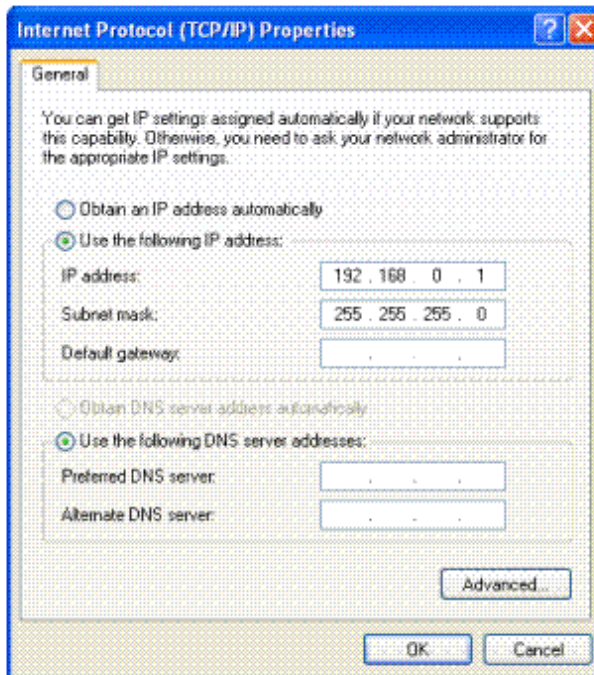 Internet Protocol (TCP/IP) Properties
General
You can get IP settings assigned automatically if your network supports
this capability. Otherwise, you need to ask your network administrator for
the appropriate IP settings.
Obtain an IP address automatically
Use the following IP address:
IP address: 192 . 168 . 0 . 1
Subnet mask: 255 . 255 . 255 . 0
Default gateway: . . .
Obtain DNS server address automatically
Use the following DNS server addresses:
Preferred DNS server: . . .
Alternate DNS server: . . .
Advanced...
OK Cancel